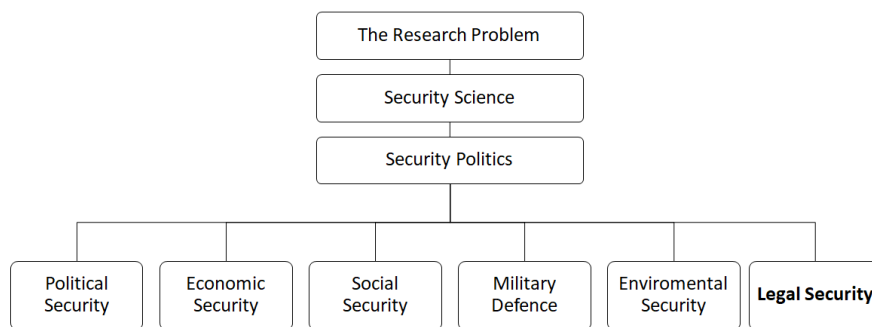 The Research Problem
Security Science
Security Politics
Political
Security
Economic
Security
Social
Security
Military
Defence
Enviromental
Security
Legal Security